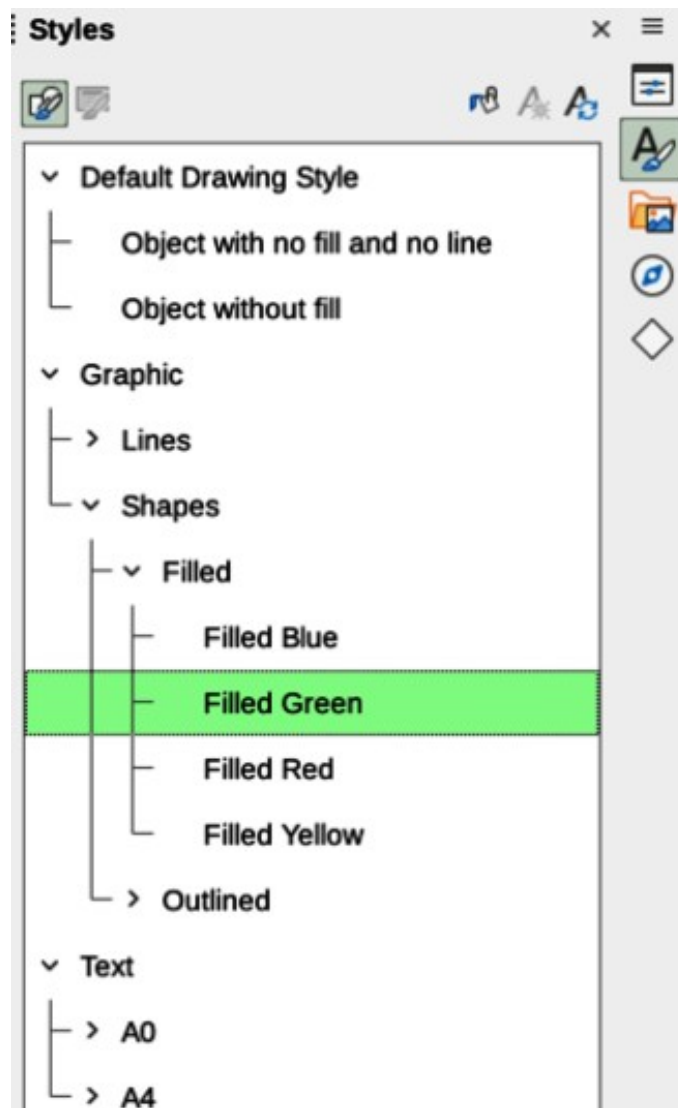 Styles
Default Drawing Style
Object with no fill and no line
Object without fill
Graphic
Lines
Shapes
Filled
Filled Blue
Filled Green
Filled Red
Filled Yellow
Outlined
Text
A0
A4